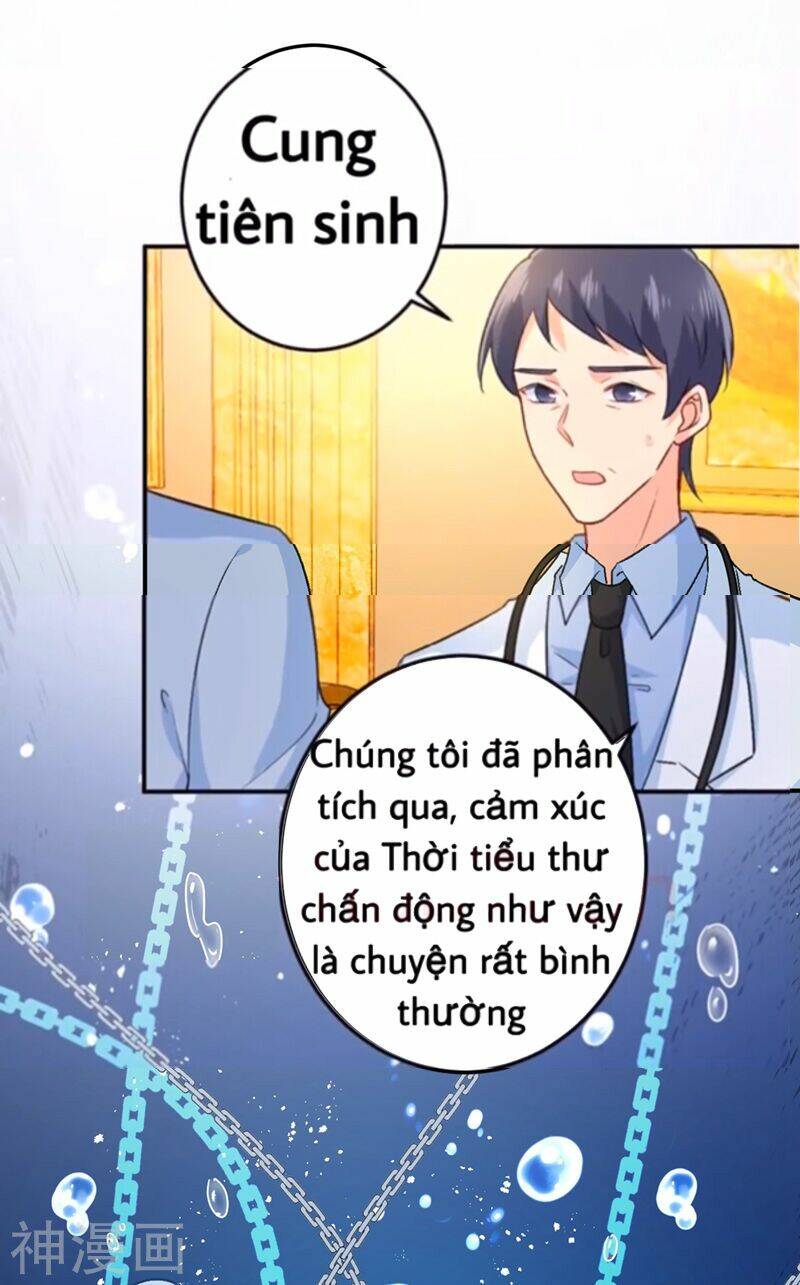 Cung
tiên sinh
Chúng tôi đã phân
tích qua, cảm xúc
của Thời tiểu thư
chấn động như vậy
là chuyện rất bình
thường
神漫画